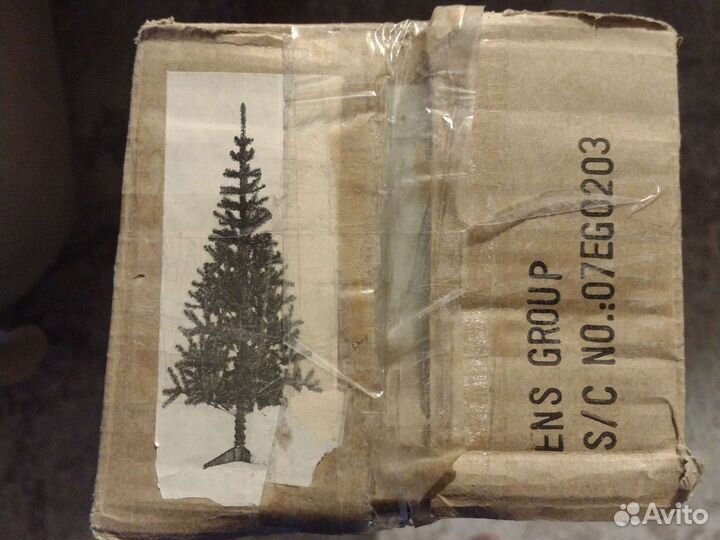 ENS GROUP
S/C NO.:07EG0203
Avito